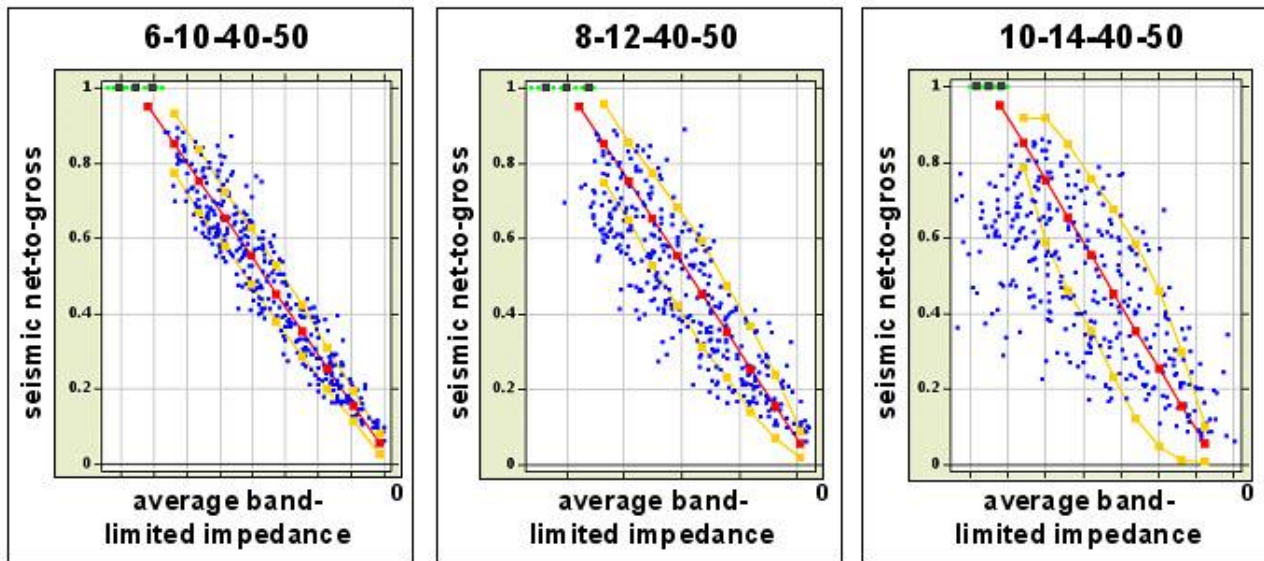 6-10-40-50
1
0.8
0.6
0.4
0.2
0
seismic net-to-gross
0
average band-
limited impedance
8-12-40-50
1
0.8
0.6
0.4
0.2
0
seismic net-to-gross
0
average band-
limited impedance
10-14-40-50
1
0.8
0.6
0.4
0.2
0
seismic net-to-gross
0
average band-
limited impedance